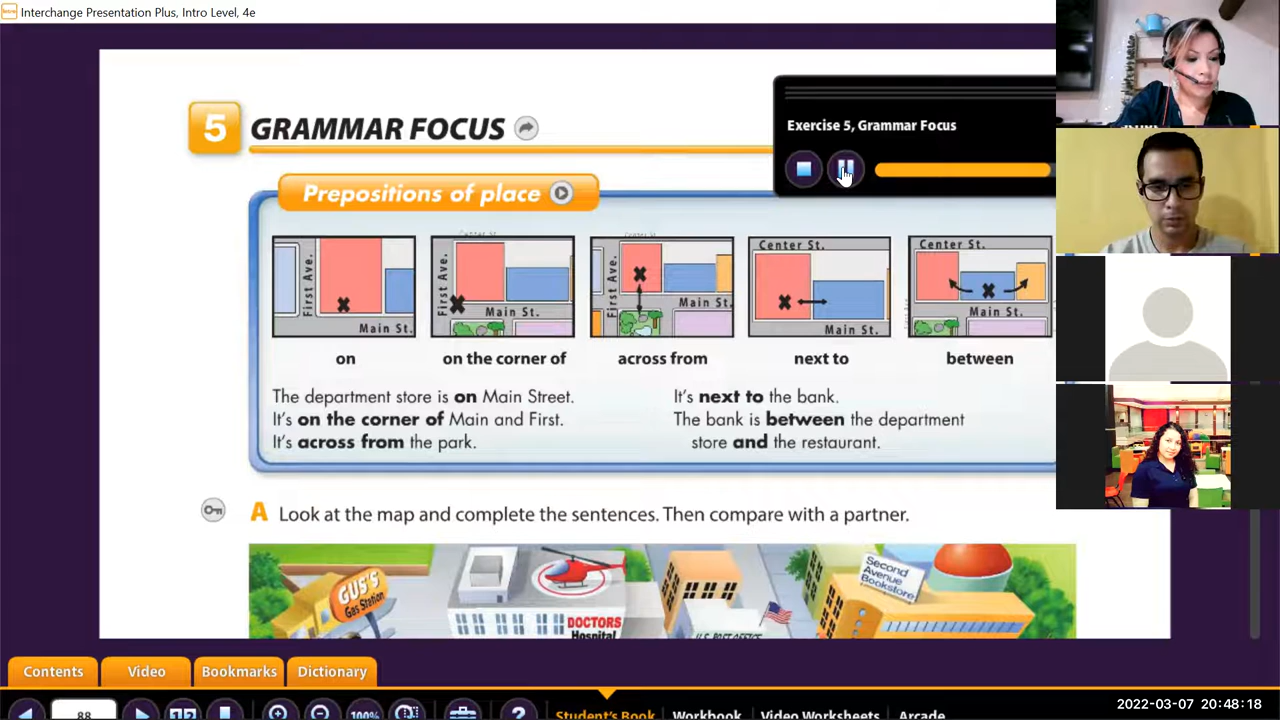 Interchange Presentation Plus, Intro Level, 4e
5 GRAMMAR FOCUS
Exercise 5, Grammar Focus
Prepositions of place
First Ave.
Main St.
on
Center St.
First Ave.
Main St.
on the corner of
Center St.
First Ave.
Main St.
across from
Center St.
Main St.
next to
Center St.
Main St.
between
The department store is on Main Street.
It's on the corner of Main and First.
It's across from the park.
It's next to the bank.
The bank is between the department
store and the restaurant.
A Look at the map and complete the sentences. Then compare with a partner.
GUS'S
Gas Station
DOCTORS
Hospital
U.S. POST OFFICE
Second
Avenue
Bookstore
Contents Video Bookmarks Dictionary
88
100%
?
Student's Book Workbook Video Worksheets Arcade
2022-03-07 20:48:18